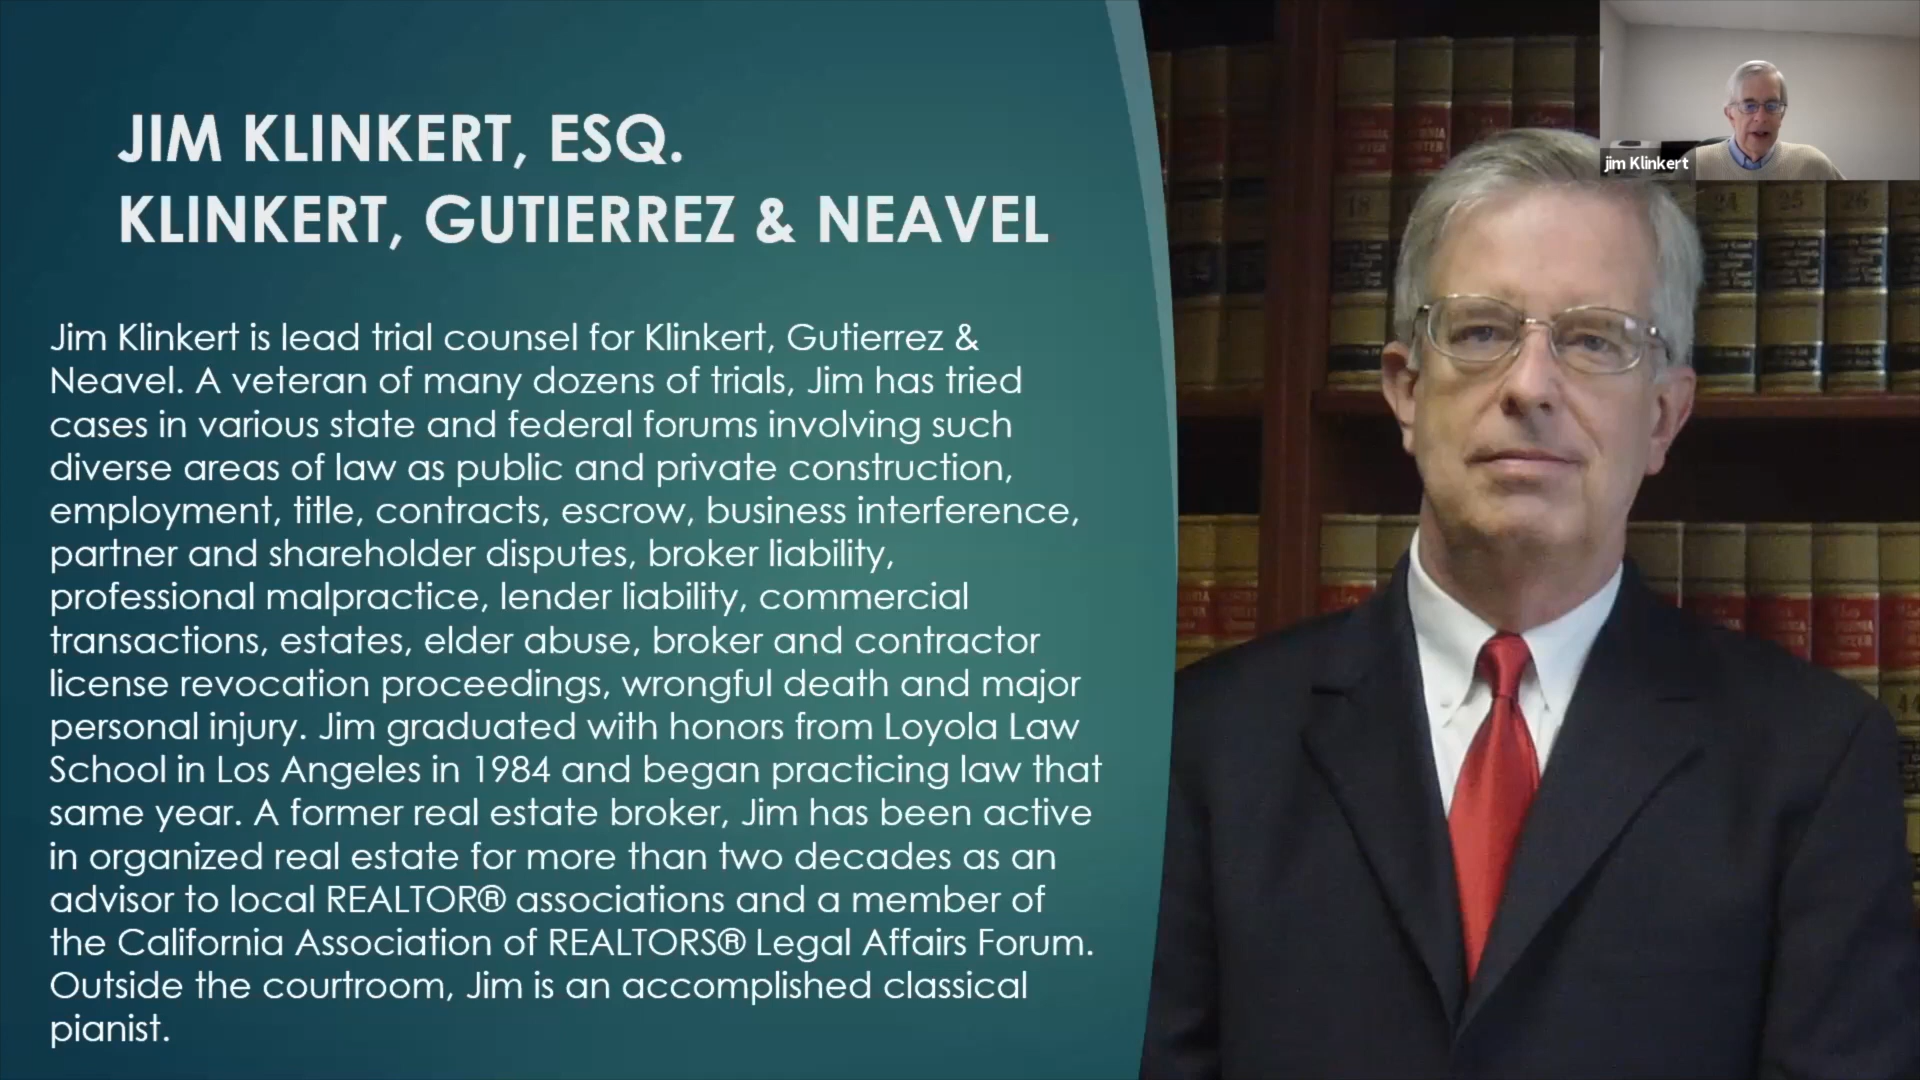 JIM KLINKERT, ESQ.
KLINKERT, GUTIERREZ & NEAVEL
Jim Klinkert is lead trial counsel for Klinkert, Gutierrez &
Neavel. A veteran of many dozens of trials, Jim has tried
cases in various state and federal forums involving such
diverse areas of law as public and private construction,
employment, title, contracts, escrow, business interference,
partner and shareholder disputes, broker liability,
professional malpractice, lender liability, commercial
transactions, estates, elder abuse, broker and contractor
license revocation proceedings, wrongful death and major
personal injury. Jim graduated with honors from Loyola Law
School in Los Angeles in 1984 and began practicing law that
same year. A former real estate broker, Jim has been active
in organized real estate for more than two decades as an
advisor to local REALTOR® associations and a member of
the California Association of REALTORS® Legal Affairs Forum.
Outside the courtroom, Jim is an accomplished classical
pianist.
jim Klinkert
18
24
25
26